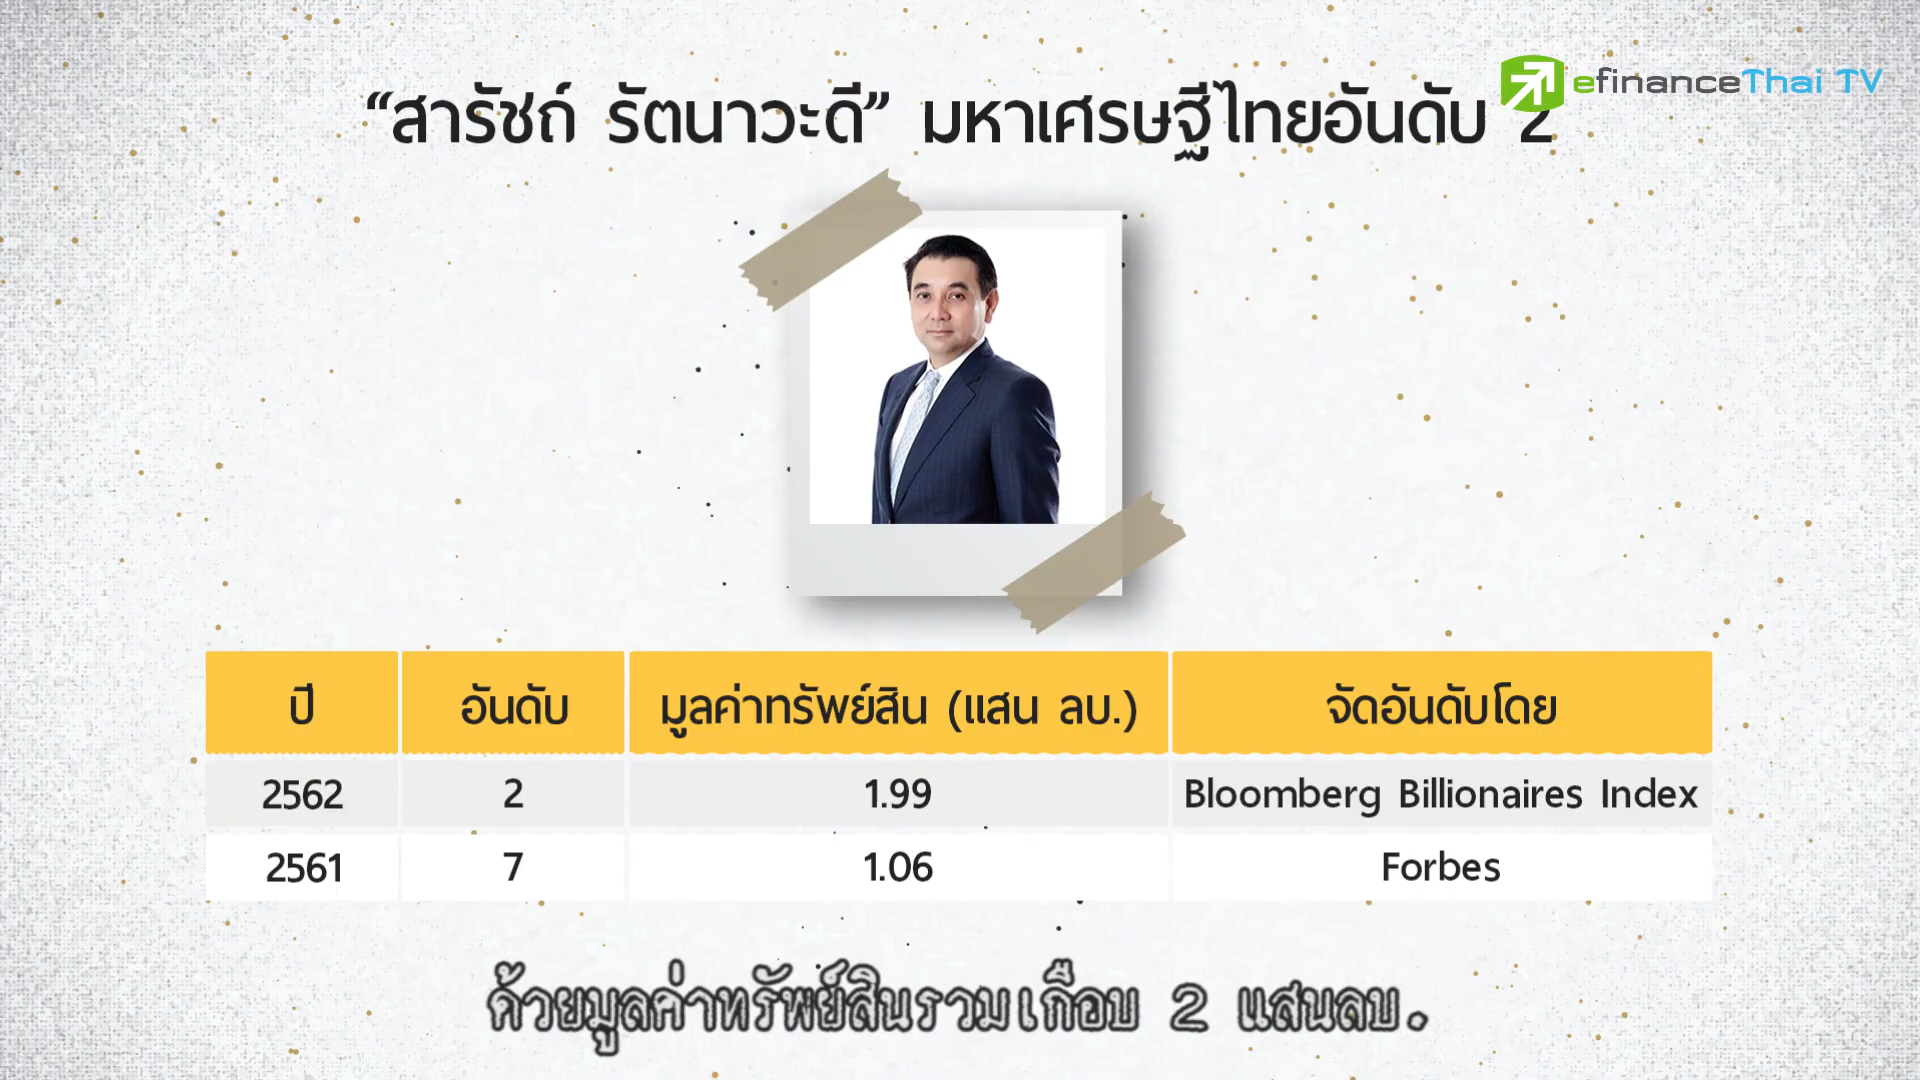 efinanceThai TV
“สารัชถ์ รัตนาวะดี” มหาเศรษฐีไทยอันดับ 2
ปี อันดับ มูลค่าทรัพย์สิน (แสน ลบ.) จัดอันดับโดย
2562 2 1.99 Bloomberg Billionaires Index
2561 7 1.06 Forbes
ด้วยมูลค่าทรัพย์สินรวมเกือบ 2 แสนลบ.